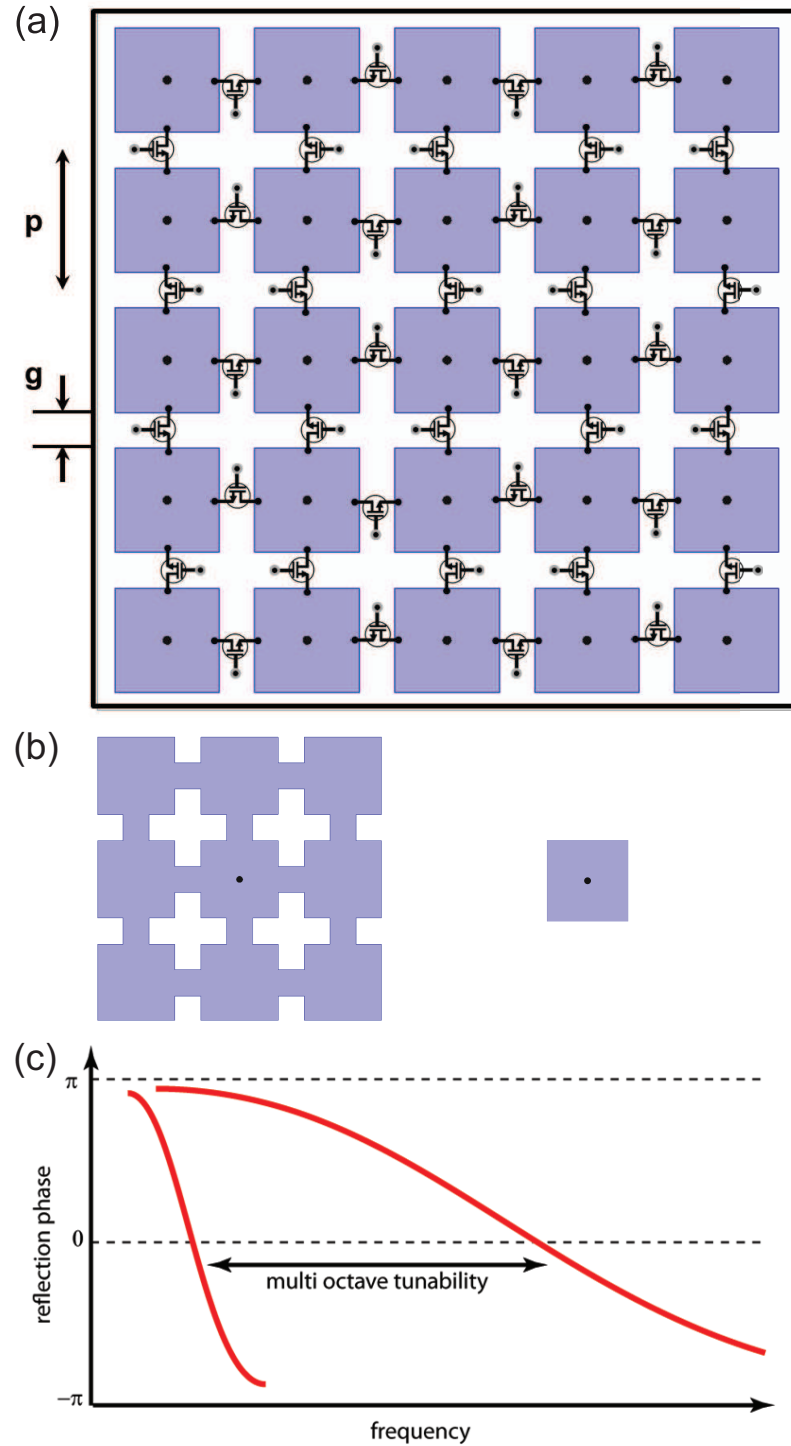 (a)
p
g
(b)
(c)
π
0
−π
reflection phase
multi octave tunability
frequency